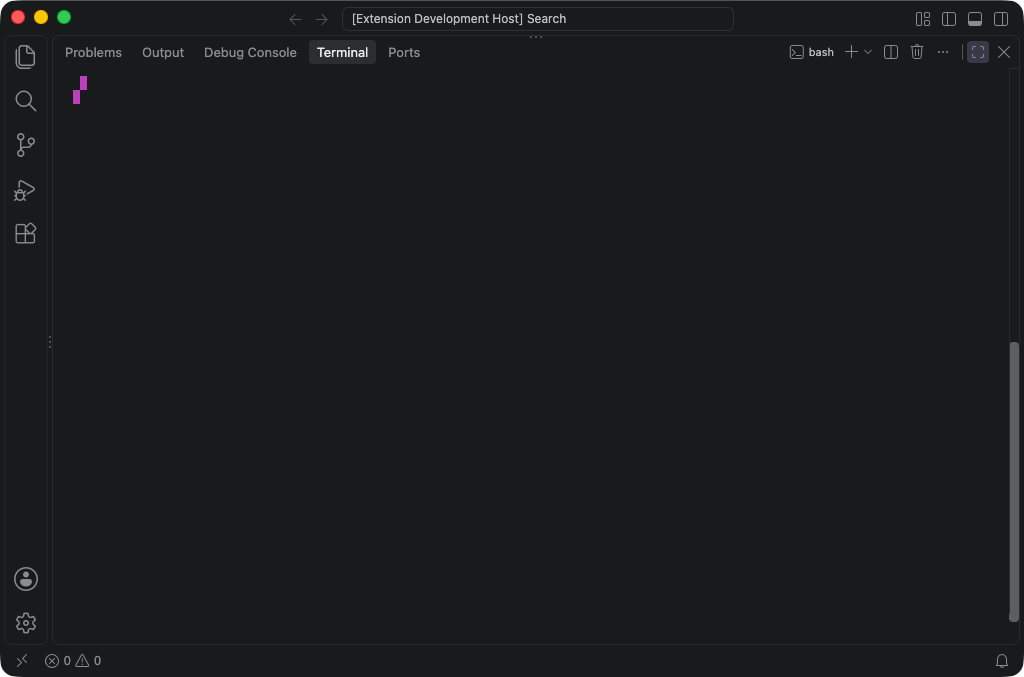 [Extension Development Host] Search
Problems Output Debug Console Terminal Ports
bash
0 0